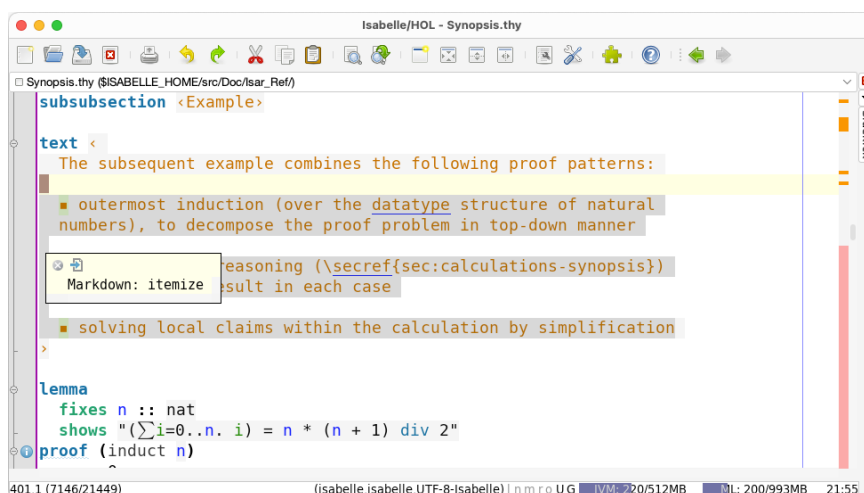 Isabelle/HOL - Synopsis.thy
Synopsis.thy ($ISABELLE_HOME/src/Doc/Isar_Ref/)
subsubsection ‹Example›
text ‹
The subsequent example combines the following proof patterns:
▪ outermost induction (over the datatype structure of natural
numbers), to decompose the proof problem in top-down manner
reasoning (\secref{sec:calculations-synopsis})
Markdown: itemize
result in each case
▪ solving local claims within the calculation by simplification
›
lemma
fixes n :: nat
shows "(∑i=0..n. i) = n * (n + 1) div 2"
proof (induct n)
401.1 (7146/21449) (isabelle,isabelle,UTF-8-Isabelle) | n m r o U G JVM: 220/512MB ML: 200/993MB 21:55